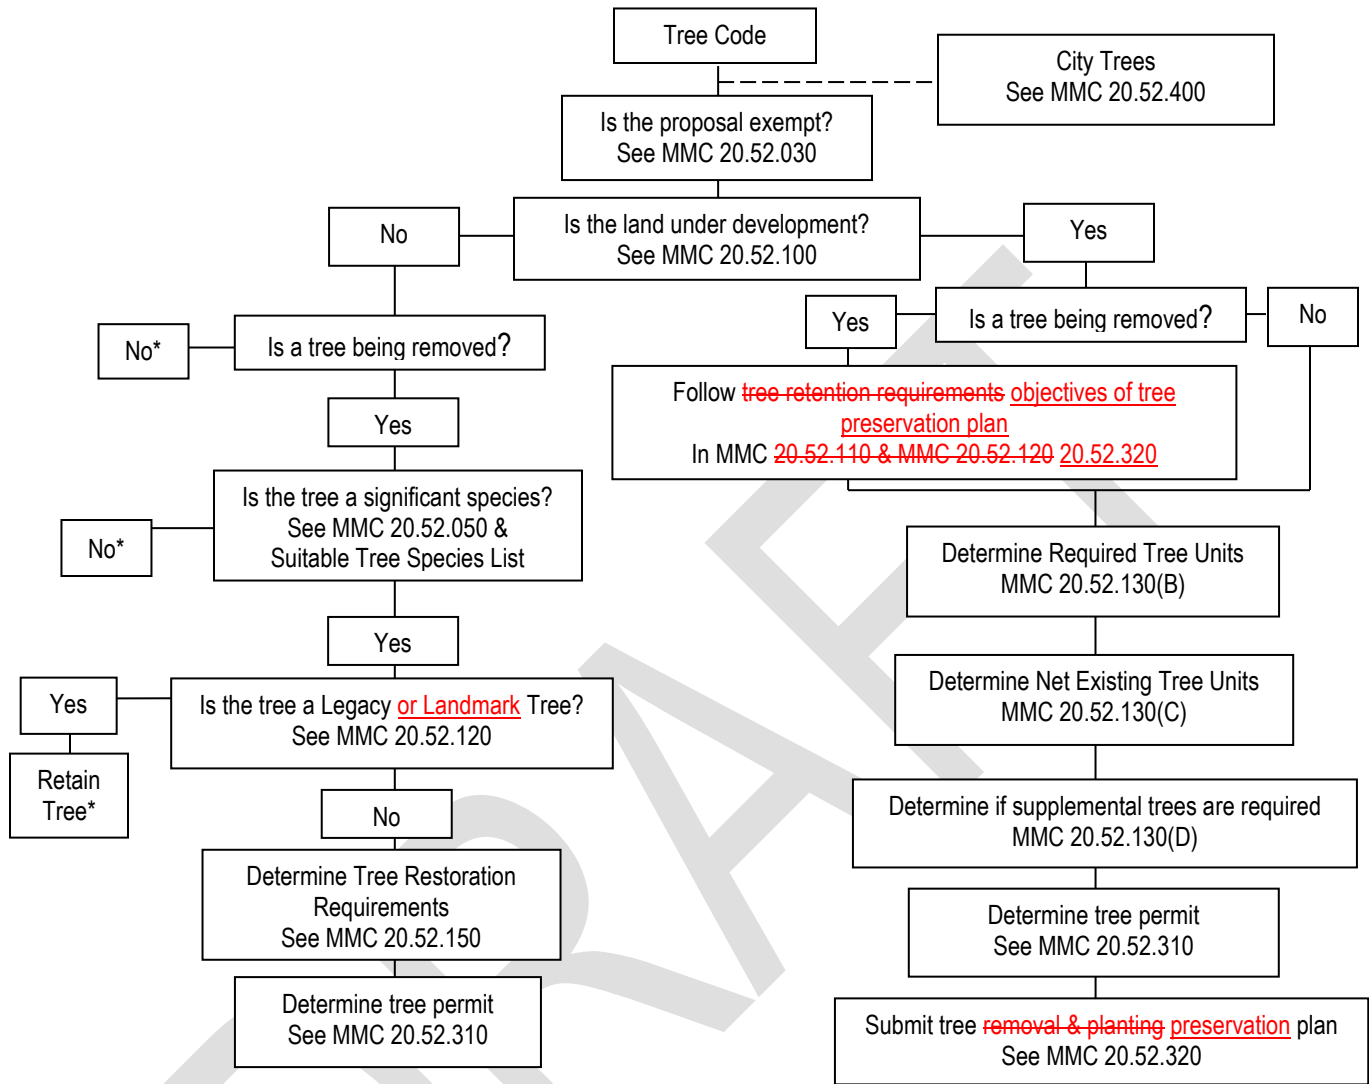 Tree Code
City Trees
See MMC 20.52.400
Is the proposal exempt?
See MMC 20.52.030
Is the land under development?
See MMC 20.52.100
No
Yes
Is a tree being removed?
No*
Yes
Is the tree a significant species?
See MMC 20.52.050 &
Suitable Tree Species List
No*
Yes
Is the tree a Legacy or Landmark Tree?
See MMC 20.52.120
Yes
Retain
Tree*
No
Determine Tree Restoration
Requirements
See MMC 20.52.150
Determine tree permit
See MMC 20.52.310
Is a tree being removed?
Yes
No
Follow tree retention requirements objectives of tree
preservation plan
In MMC 20.52.110 & MMC 20.52.120 20.52.320
Determine Required Tree Units
MMC 20.52.130(B)
Determine Net Existing Tree Units
MMC 20.52.130(C)
Determine if supplemental trees are required
MMC 20.52.130(D)
Determine tree permit
See MMC 20.52.310
Submit tree removal & planting preservation plan
See MMC 20.52.320
DRAFT